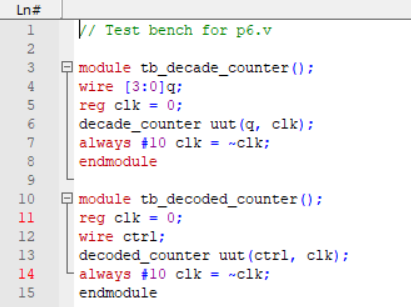 Ln#
1 // Test bench for p6.v
2
3 module tb_decade_counter();
4 wire [3:0]q;
5 reg clk = 0;
6 decade_counter uut(q, clk);
7 always #10 clk = ~clk;
8 endmodule
9
10 module tb_decoded_counter();
11 reg clk = 0;
12 wire ctrl;
13 decoded_counter uut(ctrl, clk);
14 always #10 clk = ~clk;
15 endmodule